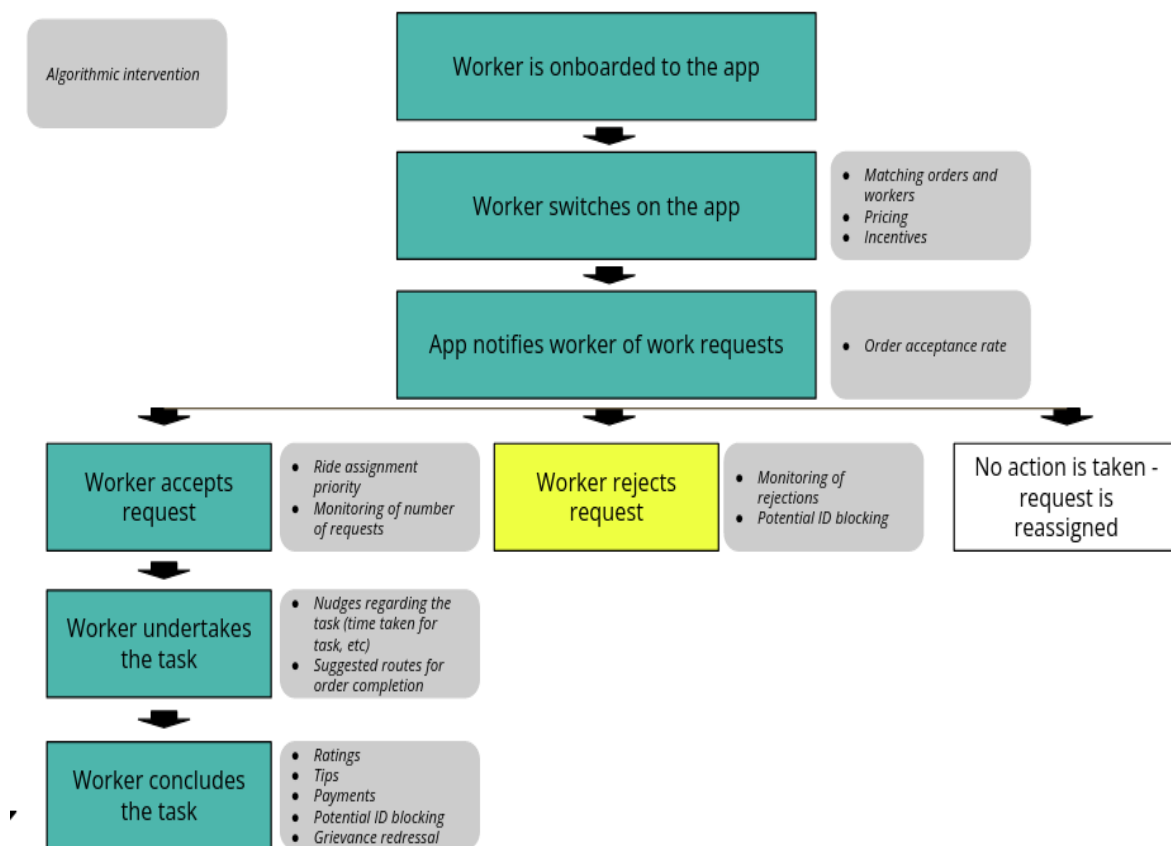 Algorithmic intervention
Worker is onboarded to the app
Worker switches on the app
● Matching orders and
workers
● Pricing
● Incentives
App notifies worker of work requests
● Order acceptance rate
Worker accepts
request
● Ride assignment
priority
● Monitoring of number
of requests
Worker rejects
request
● Monitoring of
rejections
● Potential ID blocking
No action is taken -
request is
reassigned
Worker undertakes
the task
● Nudges regarding the
task (time taken for
task, etc)
● Suggested routes for
order completion
Worker concludes
the task
● Ratings
● Tips
● Payments
● Potential ID blocking
● Grievance redressal